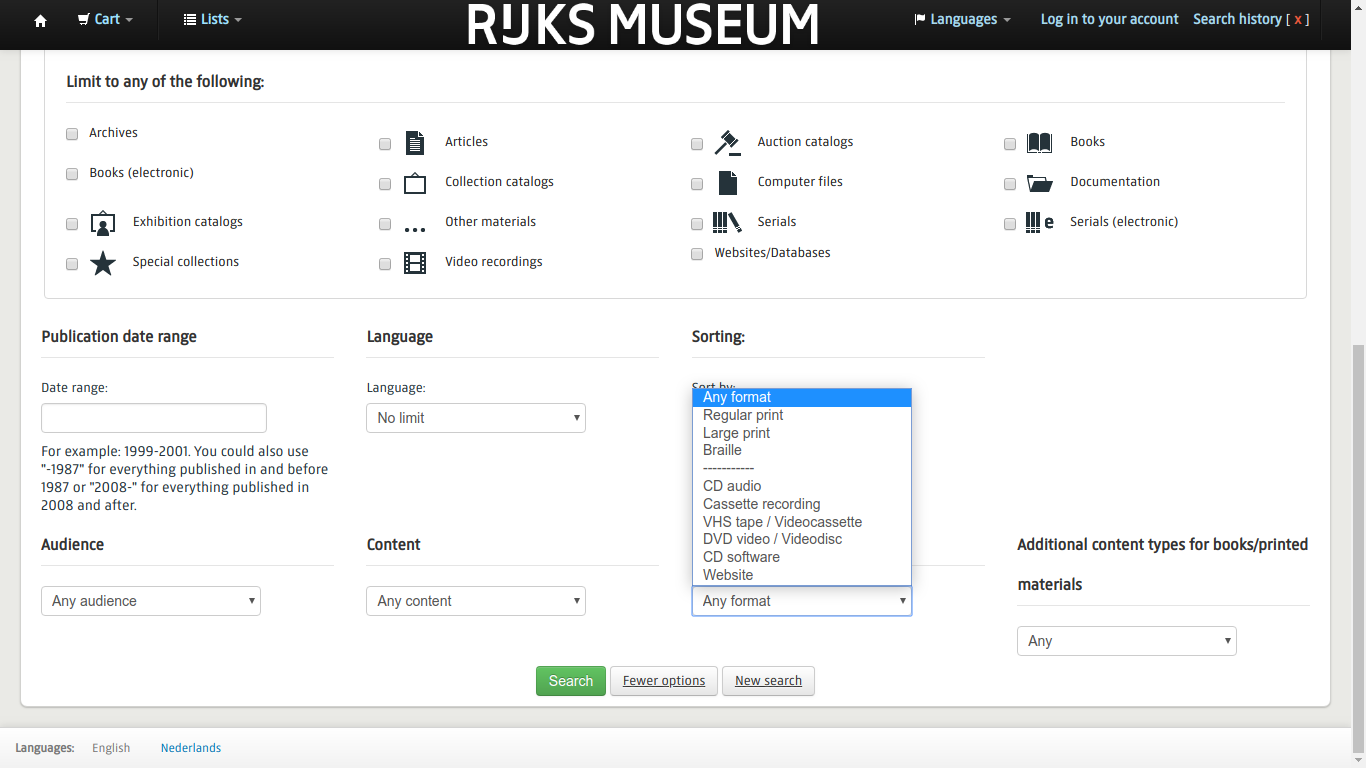 Cart
Lists
RIJKS MUSEUM
Languages
Log in to your account
Search history [ x ]
Limit to any of the following:
Archives
Articles
Auction catalogs
Books
Books (electronic)
Collection catalogs
Computer files
Documentation
Exhibition catalogs
Other materials
Serials
e
Serials (electronic)
Special collections
Video recordings
Websites/Databases
Publication date range
Language
Sorting:
Date range:
Language:
Sort by:
No limit
For example: 1999-2001. You could also use
"-1987" for everything published in and before
1987 or "2008-" for everything published in
2008 and after.
Any format
Regular print
Large print
Braille
-----------
CD audio
Cassette recording
VHS tape / Videocassette
DVD video / Videodisc
CD software
Website
Audience
Content
Additional content types for books/printed
materials
Any audience
Any content
Any format
Any
Search
Fewer options
New search
Languages:
English
Nederlands